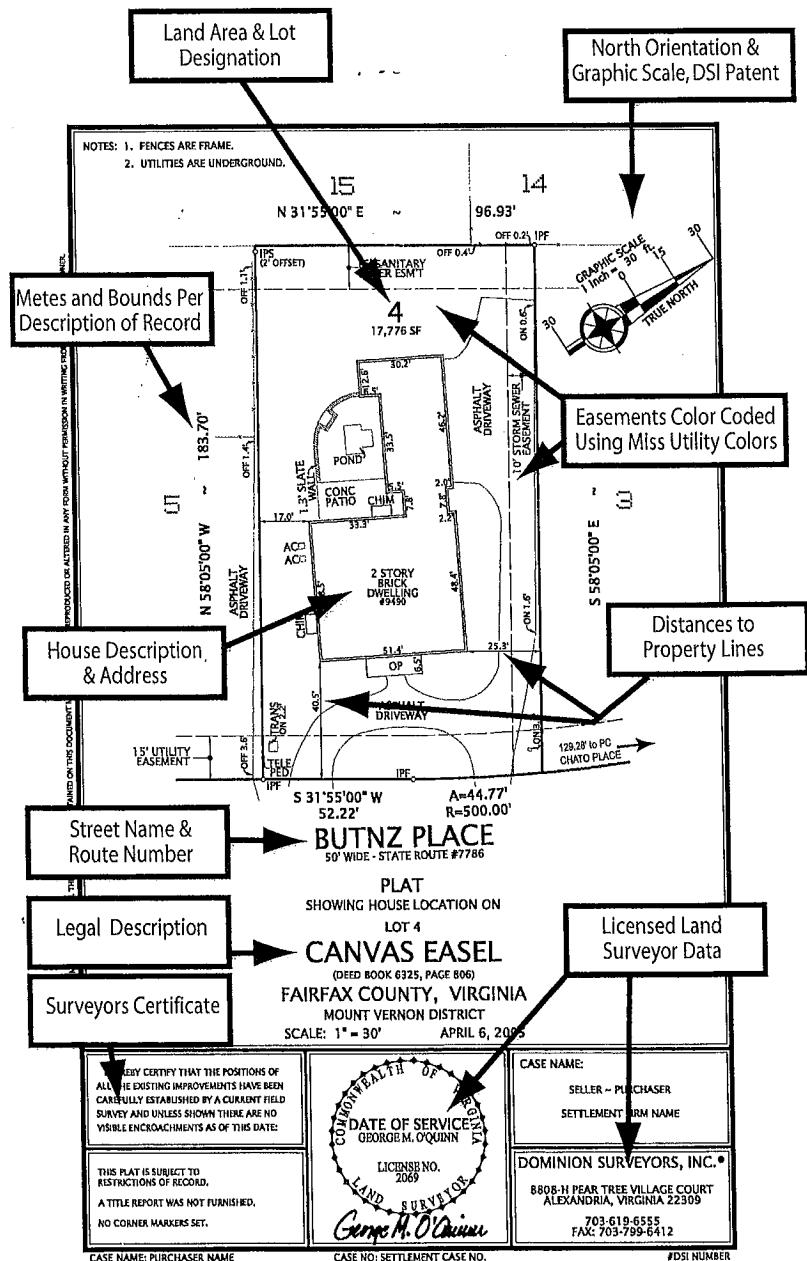 Land Area & Lot
Designation
North Orientation &
Graphic Scale, DSI Patent
NOTES: 1. FENCES ARE FRAME.
2. UTILITIES ARE UNDERGROUND.
15
14
N 31°55'00" E ~ 96.93'
OFF 0.4'
OFF 0.2'
IPF
IPS
(2' OFFSET)
OFF 1.1'
SANITARY
ESM'T
GRAPHIC SCALE
1 Inch = 30 ft.
30
0
15
30
TRUE NORTH
Metes and Bounds Per
Description of Record
4
17,776 SF
ON 0.6'
30.2'
46.2'
33.5'
ASPHALT
DRIVEWAY
10' STORM SEWER
EASEMENT
Easements Color Coded
Using Miss Utility Colors
N 58°05'00" W ~ 183.70'
OFF 1.4'
POND
1.3' SLATE
WALL
CONC
PATIO
CHIM
7.8'
2.0'
7.8'
2.2'
17.0'
33.3'
S 58°05'00" E ~
3
AC
AC
ASPHALT
DRIVEWAY
2 STORY
BRICK
DWELLING
#9490
48.4'
ON 1.6'
House Description
& Address
Distances to
Property Lines
51.4'
25.3'
OP
6.5'
40.5'
DRIVEWAY
TRANS
ON 2.2'
15' UTILITY
EASEMENT
OFF 3.6'
TELE
PED
129.28' to PC
CHATO PLACE
IPF
IPF
S 31°55'00" W
52.22'
A=44.77'
R=500.00'
Street Name &
Route Number
BUTNZ PLACE
50' WIDE - STATE ROUTE #7786
PLAT
SHOWING HOUSE LOCATION ON
LOT 4
Legal Description
CANVAS EASEL
(DEED BOOK 6325, PAGE 806)
FAIRFAX COUNTY, VIRGINIA
MOUNT VERNON DISTRICT
SCALE: 1" = 30' APRIL 6, 2005
Licensed Land
Surveyor Data
Surveyors Certificate
CERTIFY THAT THE POSITIONS OF
THE EXISTING IMPROVEMENTS HAVE BEEN
CAREFULLY ESTABLISHED BY A CURRENT FIELD
SURVEY AND UNLESS SHOWN THERE ARE NO
VISIBLE ENCROACHMENTS AS OF THIS DATE:
THIS PLAT IS SUBJECT TO
RESTRICTIONS OF RECORD.
A TITLE REPORT WAS NOT FURNISHED.
NO CORNER MARKERS SET.
COMMONWEALTH OF VIRGINIA
DATE OF SERVICE
GEORGE M. O'QUINN
LICENSE NO.
2069
LAND SURVEYOR
George M. O'Quinn
CASE NAME:
SELLER ~ PURCHASER
SETTLEMENT FIRM NAME
DOMINION SURVEYORS, INC.®
8808-H PEAR TREE VILLAGE COURT
ALEXANDRIA, VIRGINIA 22309
703-619-6555
FAX: 703-799-6412
CASE NAME: PURCHASER NAME
CASE NO: SETTLEMENT CASE NO.
#DSI NUMBER